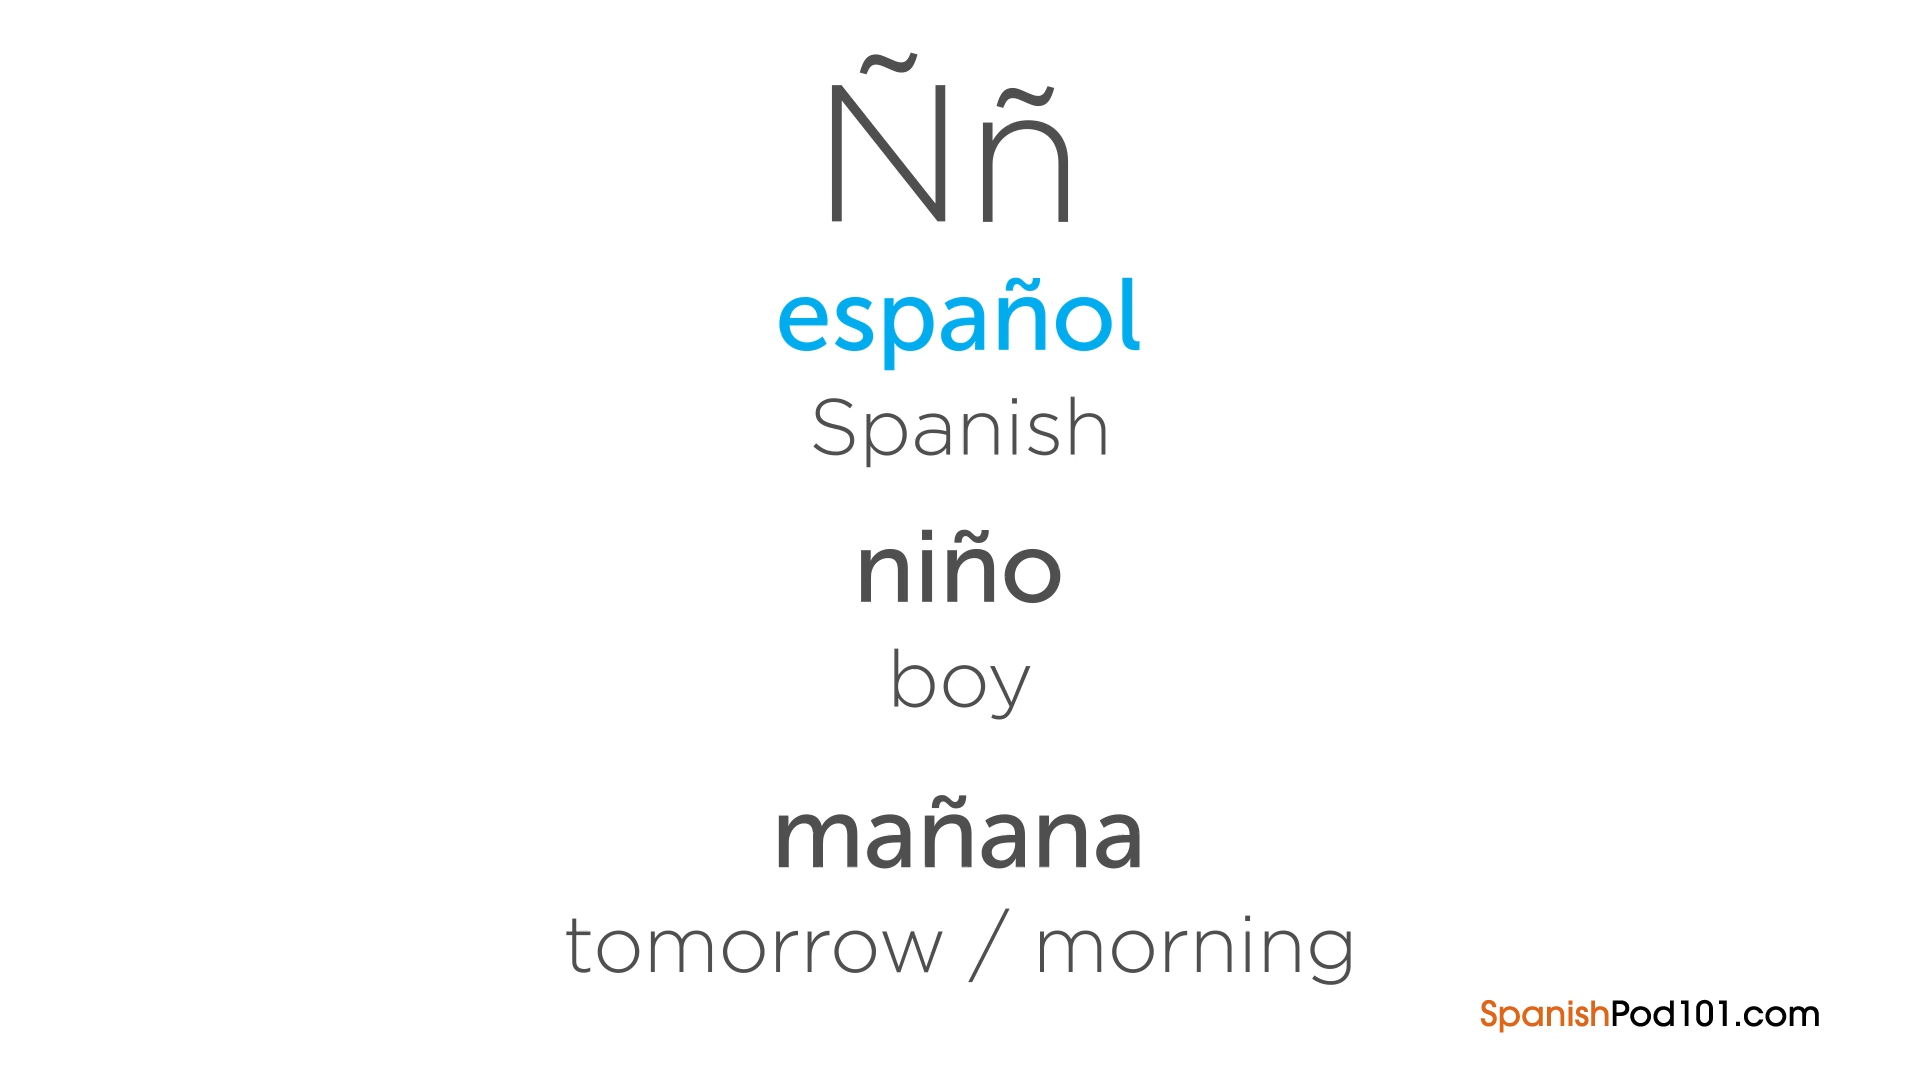 Ññ
español
Spanish
niño
boy
mañana
tomorrow / morning
SpanishPod101.com